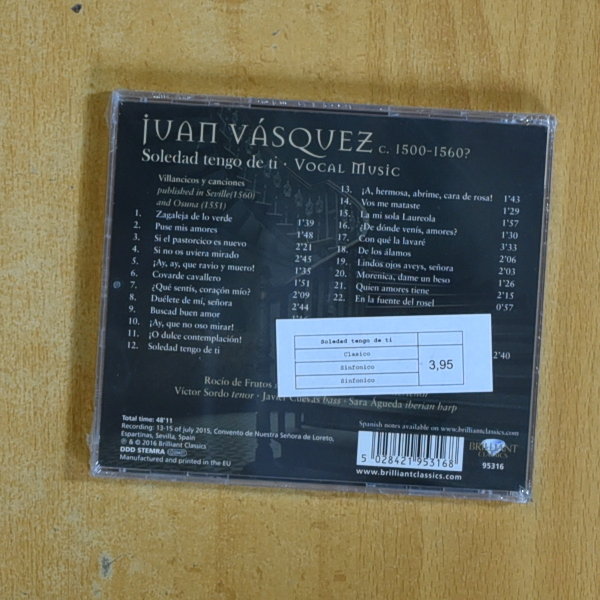 JUAN VÁSQUEZ c. 1500-1560?
Soledad tengo de ti · VOCAL MUSIC
Villancicos y canciones
published in Seville(1560)
and Osuna (1551)
1. Zagaleja de lo verde 1'39
2. Puse mis amores 1'48
3. Si el pastorcico es nuevo 2'21
4. Si no os uviera mirado 2'45
5. ¡Ay, ay, que ravio y muero! 1'35
6. Covarde cavallero 1'51
7. ¿Qué sentís, coraçón mío? 2'09
8. Duélete de mí, señora 2'44
9. Buscad buen amor
10. ¡Ay, que no oso mirar!
11. ¡O dulce contemplación!
12. Soledad tengo de ti
13. ¡A, hermosa, abrime, cara de rosa! 1'43
14. Vos me mataste 1'29
15. La mi sola Laureola 1'57
16. ¿De dónde venís, amores? 1'30
17. Con qué la lavaré 3'33
18. De los álamos 2'06
19. Lindos ojos aveys, señora 2'03
20. Morenica, dame un beso 1'26
21. Quien amores tiene 2'15
22. En la fuente del rosel 0'57
2'40
Soledad tengo de ti
Clasico
Sinfonico
Sinfonico
3,95
Rocío de Frutos
Víctor Sordo tenor · Javier Cuevas bass · Sara Águeda iberian harp
Total time: 48'11
Recording: 13-15 of july 2015, Convento de Nuestra Señora de Loreto,
Espartinas, Sevilla, Spain
℗ & © 2016 Brilliant Classics
DDD STEMRA
Manufactured and printed in the EU
Spanish notes available on www.brilliantclassics.com
5 028421 953168
www.brilliantclassics.com
BRILLIANT
CLASSICS
95316